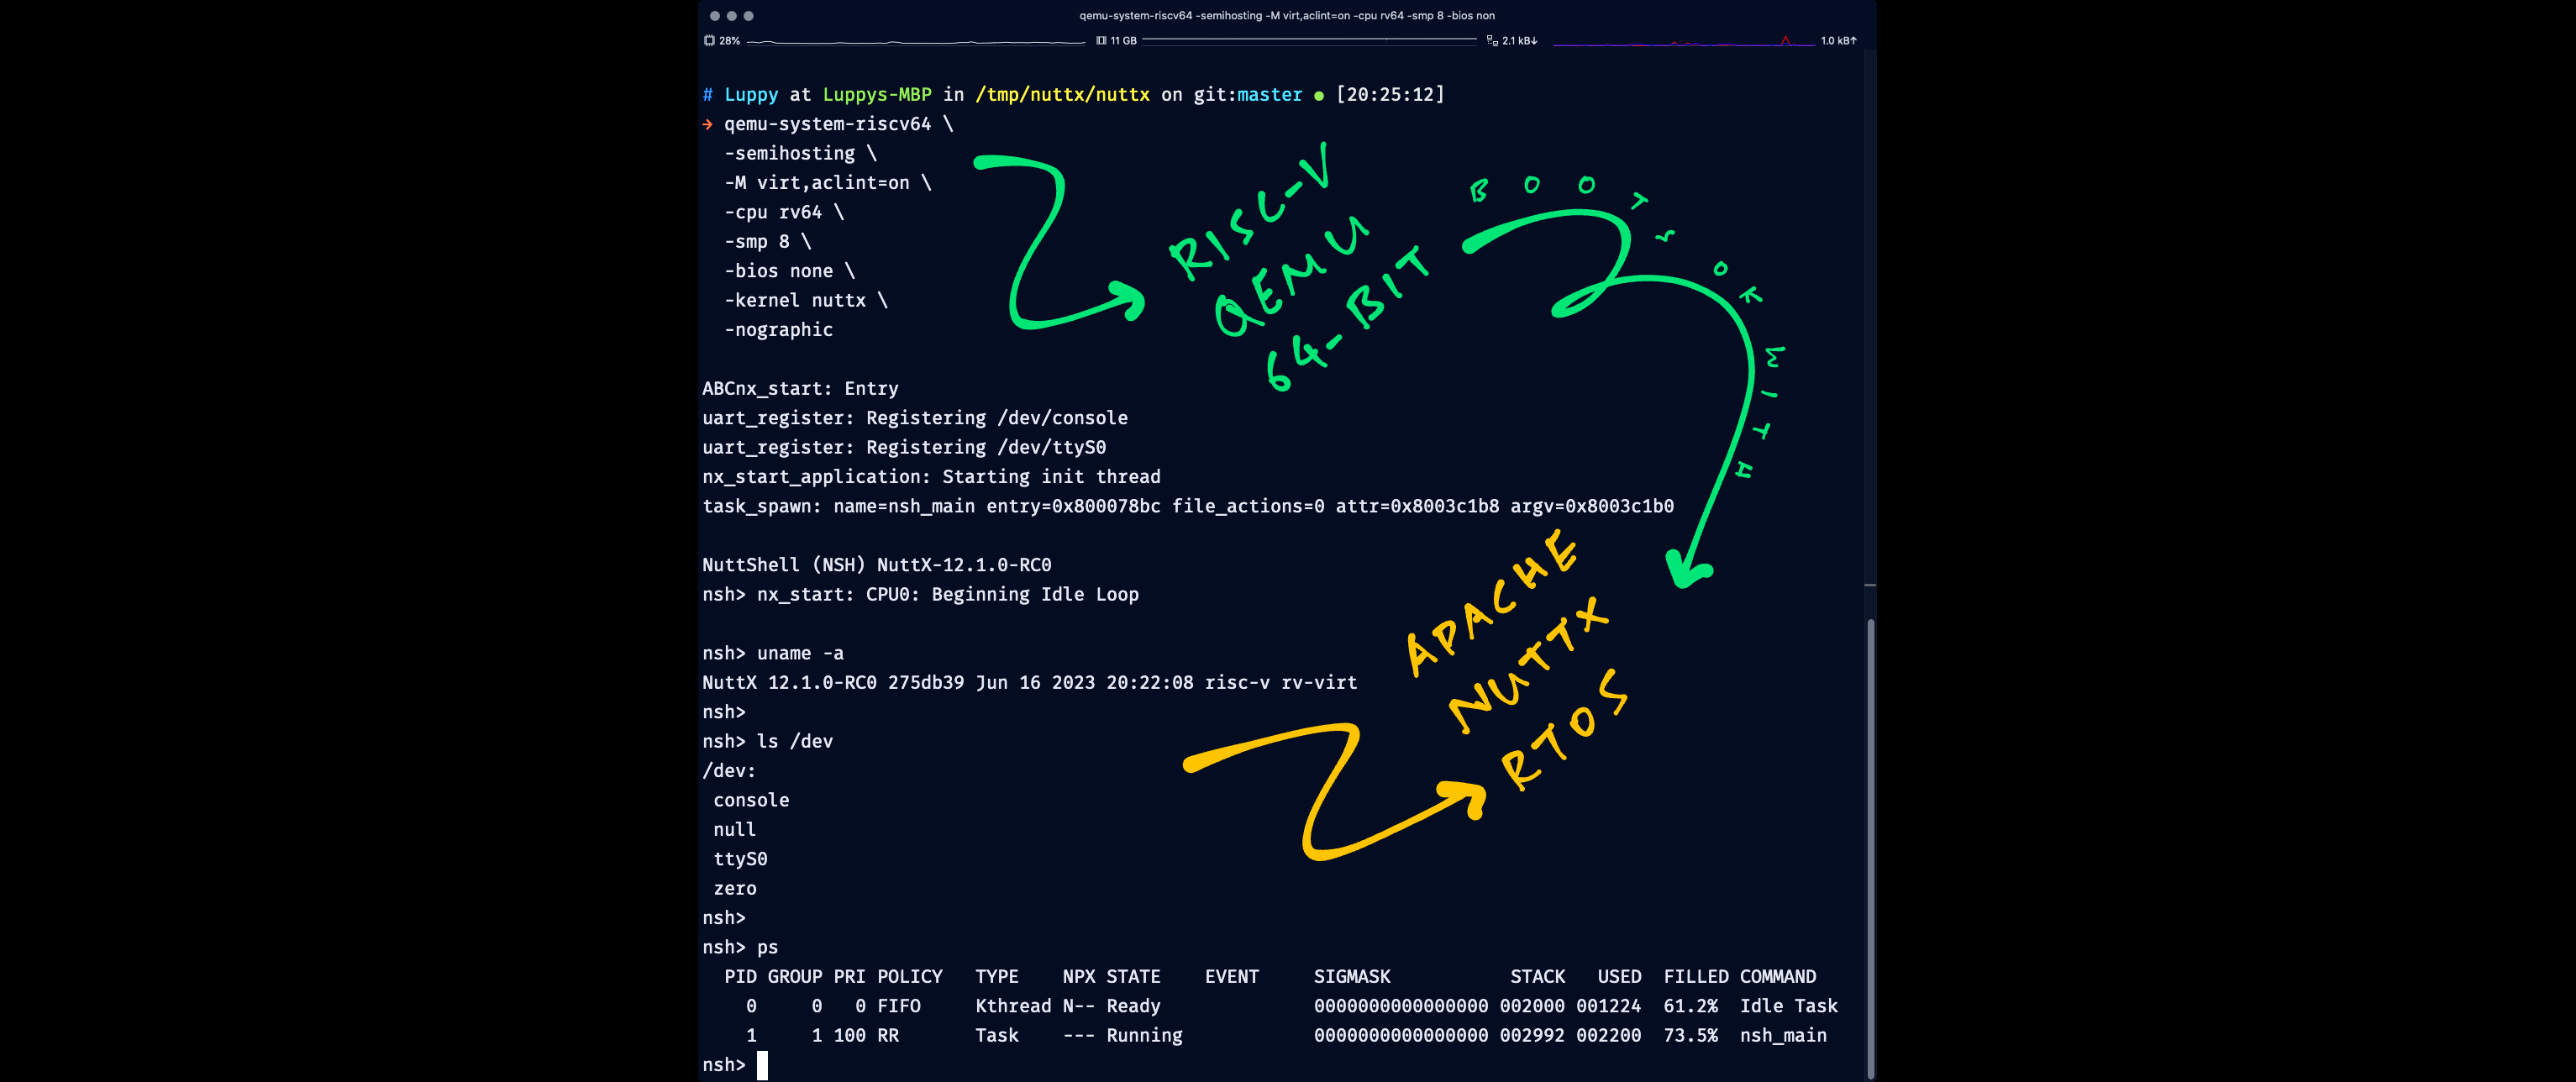 qemu-system-riscv64 -semihosting -M virt,aclint=on -cpu rv64 -smp 8 -bios non
28% 11 GB 2.1 kB↓ 1.0 kB↑
# Luppy at Luppys-MBP in /tmp/nuttx/nuttx on git:master ● [20:25:12]
→ qemu-system-riscv64 \
-semihosting \
-M virt,aclint=on \
-cpu rv64 \
-smp 8 \
-bios none \
-kernel nuttx \
-nographic
RISC-V
QEMU
64-BIT
BOOTS OK WITH
ABCnx_start: Entry
uart_register: Registering /dev/console
uart_register: Registering /dev/ttyS0
nx_start_application: Starting init thread
task_spawn: name=nsh_main entry=0x800078bc file_actions=0 attr=0x8003c1b8 argv=0x8003c1b0
NuttShell (NSH) NuttX-12.1.0-RC0
nsh> nx_start: CPU0: Beginning Idle Loop
APACHE
NUTTX
RTOS
nsh> uname -a
NuttX 12.1.0-RC0 275db39 Jun 16 2023 20:22:08 risc-v rv-virt
nsh>
nsh> ls /dev
/dev:
console
null
ttyS0
zero
nsh>
nsh> ps
PID GROUP PRI POLICY TYPE NPX STATE EVENT SIGMASK STACK USED FILLED COMMAND
0 0 0 FIFO Kthread N-- Ready 0000000000000000 002000 001224 61.2% Idle Task
1 1 100 RR Task --- Running 0000000000000000 002992 002200 73.5% nsh_main
nsh>